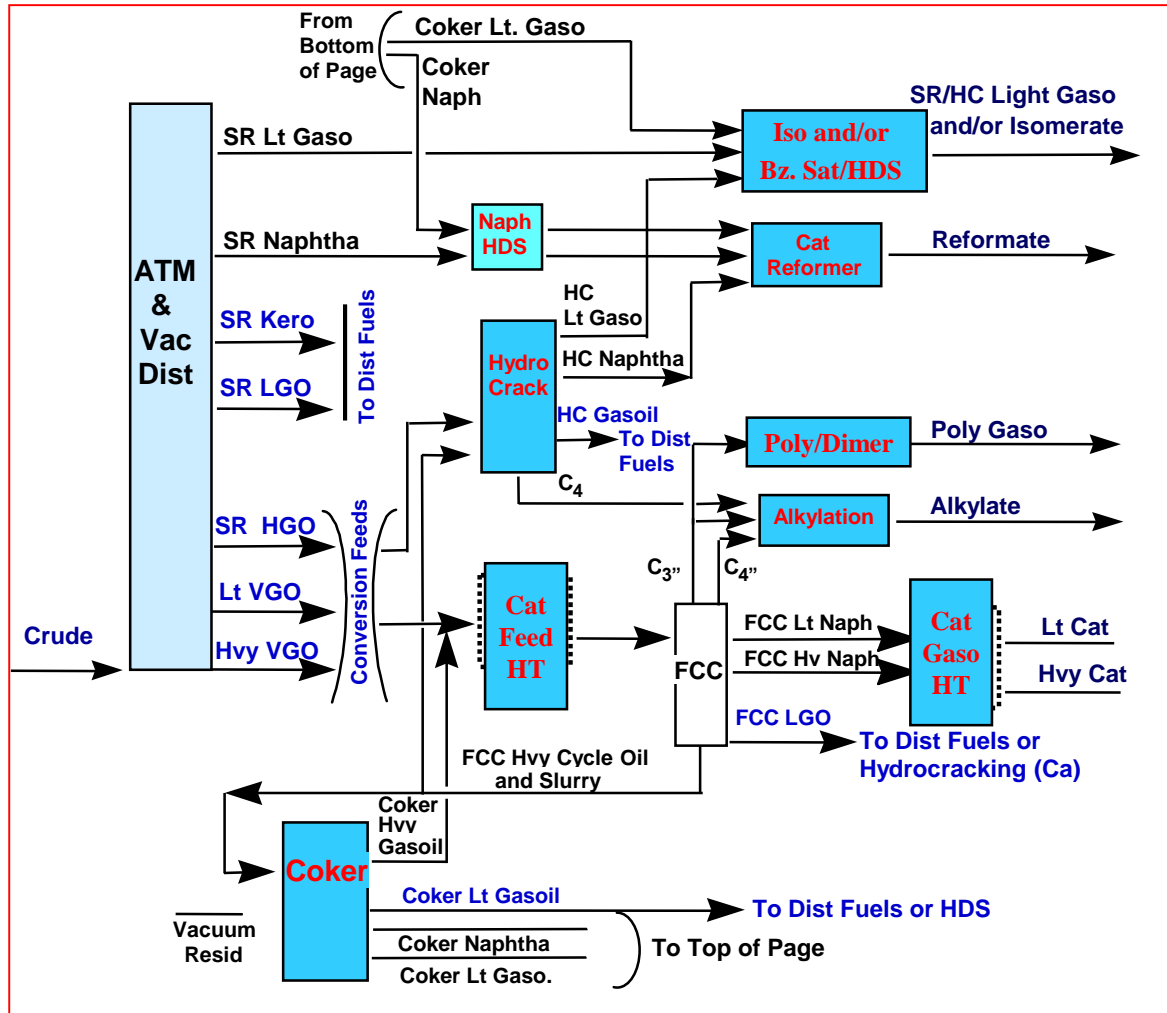 From
Bottom
of Page
Coker Lt. Gaso
Coker
Naph
SR/HC Light Gaso
and/or Isomerate
Iso and/or
Bz. Sat/HDS
SR Lt Gaso
Naph
HDS
SR Naphtha
Cat
Reformer
Reformate
ATM
&
Vac
Dist
SR Kero
SR LGO
To Dist Fuels
HC
Lt Gaso
HC Naphtha
Hydro
Crack
HC Gasoil
To Dist
Fuels
C4
Poly/Dimer
Poly Gaso
Alkylation
Alkylate
SR HGO
Lt VGO
Hvy VGO
Crude
Conversion Feeds
Cat
Feed
HT
C3”
C4”
FCC
FCC Lt Naph
FCC Hv Naph
FCC LGO
Cat
Gaso
HT
Lt Cat
Hvy Cat
To Dist Fuels or
Hydrocracking (Ca)
FCC Hvy Cycle Oil
and Slurry
Coker
Hvy
Gasoil
Coker
Coker Lt Gasoil
To Dist Fuels or HDS
Vacuum
Resid
Coker Naphtha
Coker Lt Gaso.
To Top of Page